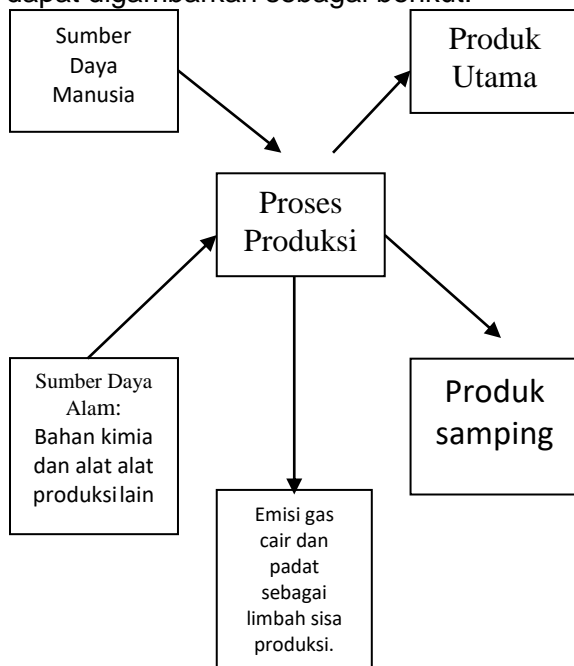 dapat digambarkan sebagai berikut:
Sumber
Daya
Manusia
Produk
Utama
Proses
Produksi
Sumber Daya
Alam:
Bahan kimia
dan alat alat
produksi lain
Produk
samping
Emisi gas
cair dan
padat
sebagai
limbah sisa
produksi.